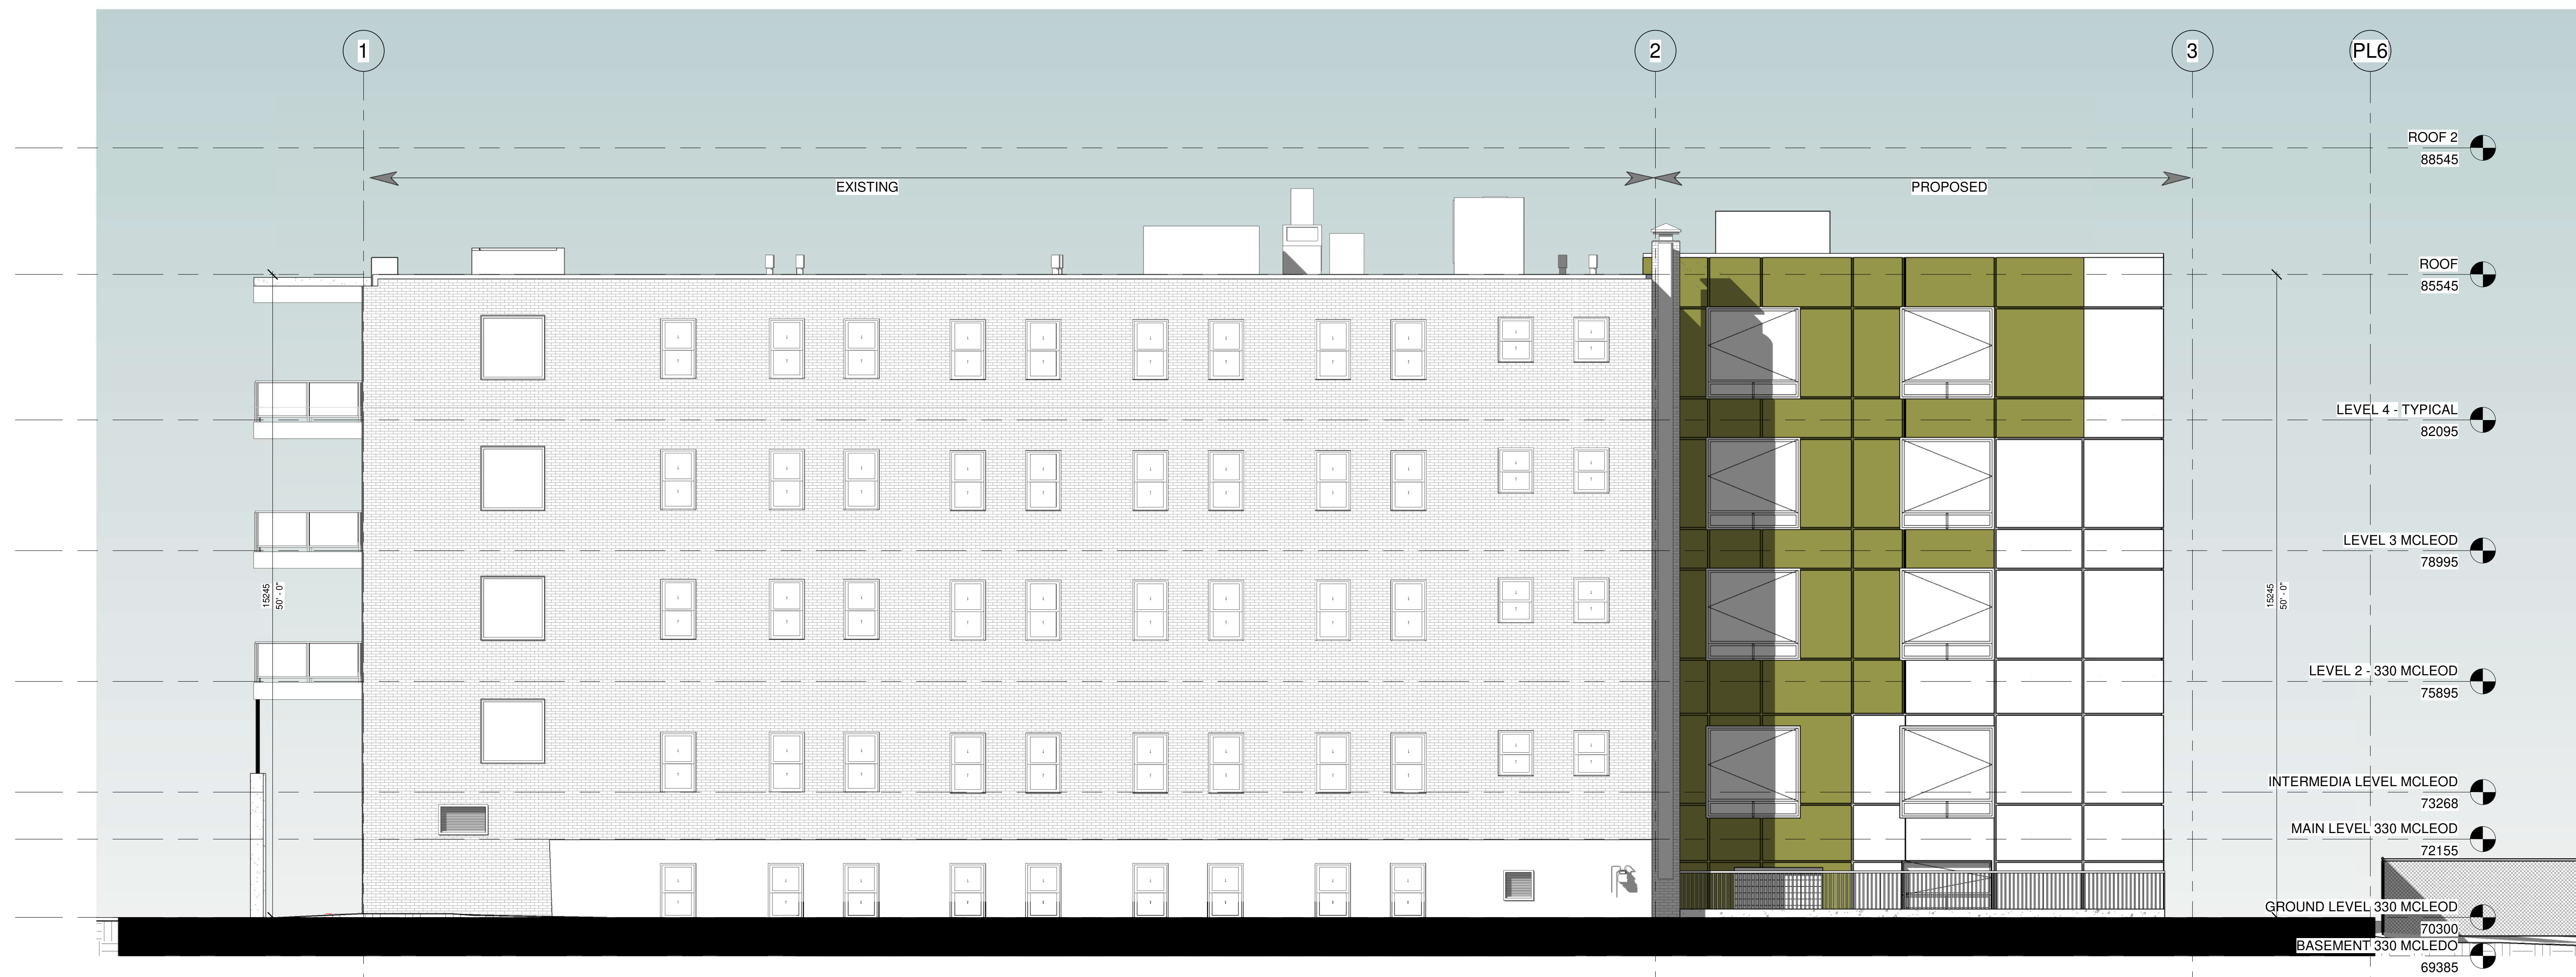 1
2
3
PL6
ROOF 2
88545
EXISTING
PROPOSED
ROOF
85545
LEVEL 4 - TYPICAL
82095
LEVEL 3 MCLEOD
78995
15245
50' - 0"
15245
50' - 0"
LEVEL 2 - 330 MCLEOD
75895
INTERMEDIA LEVEL MCLEOD
73268
MAIN LEVEL 330 MCLEOD
72155
GROUND LEVEL 330 MCLEOD
70300
BASEMENT 330 MCLEDO
69385